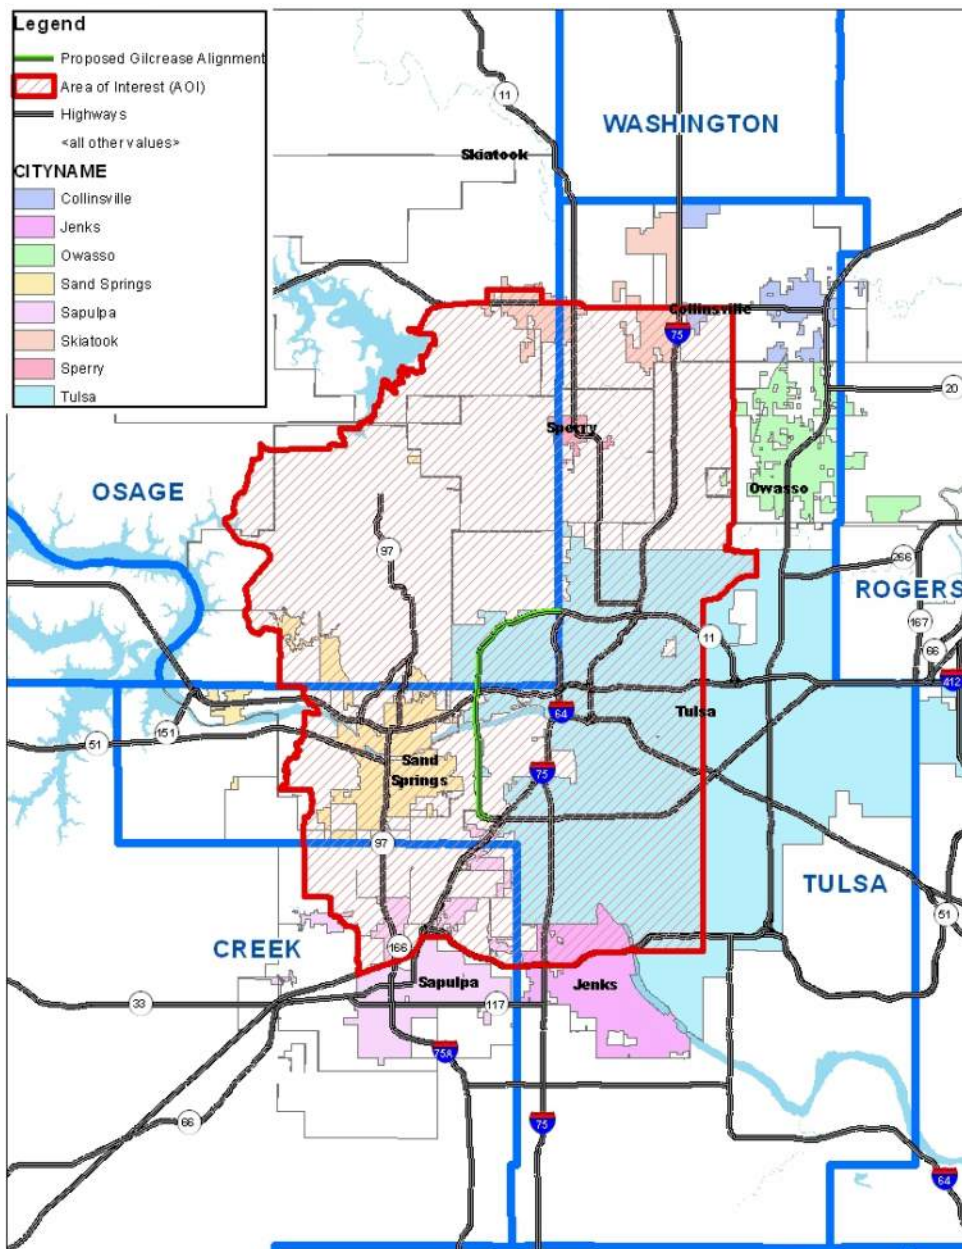 Legend
Proposed Gilcrease Alignment
Area of Interest (AOI)
Highways
<all other values>
CITYNAME
Collinsville
Jenks
Owasso
Sand Springs
Sapulpa
Skiatook
Sperry
Tulsa
11
WASHINGTON
Skiatook
Collinsville
75
20
Sperry
OSAGE
Owasso
97
266
ROGERS
167
11
66
412
64
Tulsa
151
51
Sand
Springs
75
97
TULSA
51
CREEK
166
Sapulpa
Jenks
33
117
75A
66
75
64